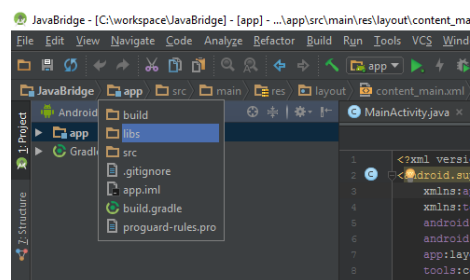 JavaBridge - [C:\workspace\JavaBridge] - [app] - ...\app\src\main\res\layout\content_ma
File Edit View Navigate Code Analyze Refactor Build Run Tools VCS Wind
app
JavaBridge app src main res layout content_main.xml
Android
MainActivity.java ×
build
libs
src
.gitignore
app.iml
build.gradle
proguard-rules.pro
app
Gradl
1: Project
7: Structure
1 <?xml versi
2 <android.su
3 xmlns:a
4 xmlns:t
5 android
6 android
7 app:lay
8 tools:c